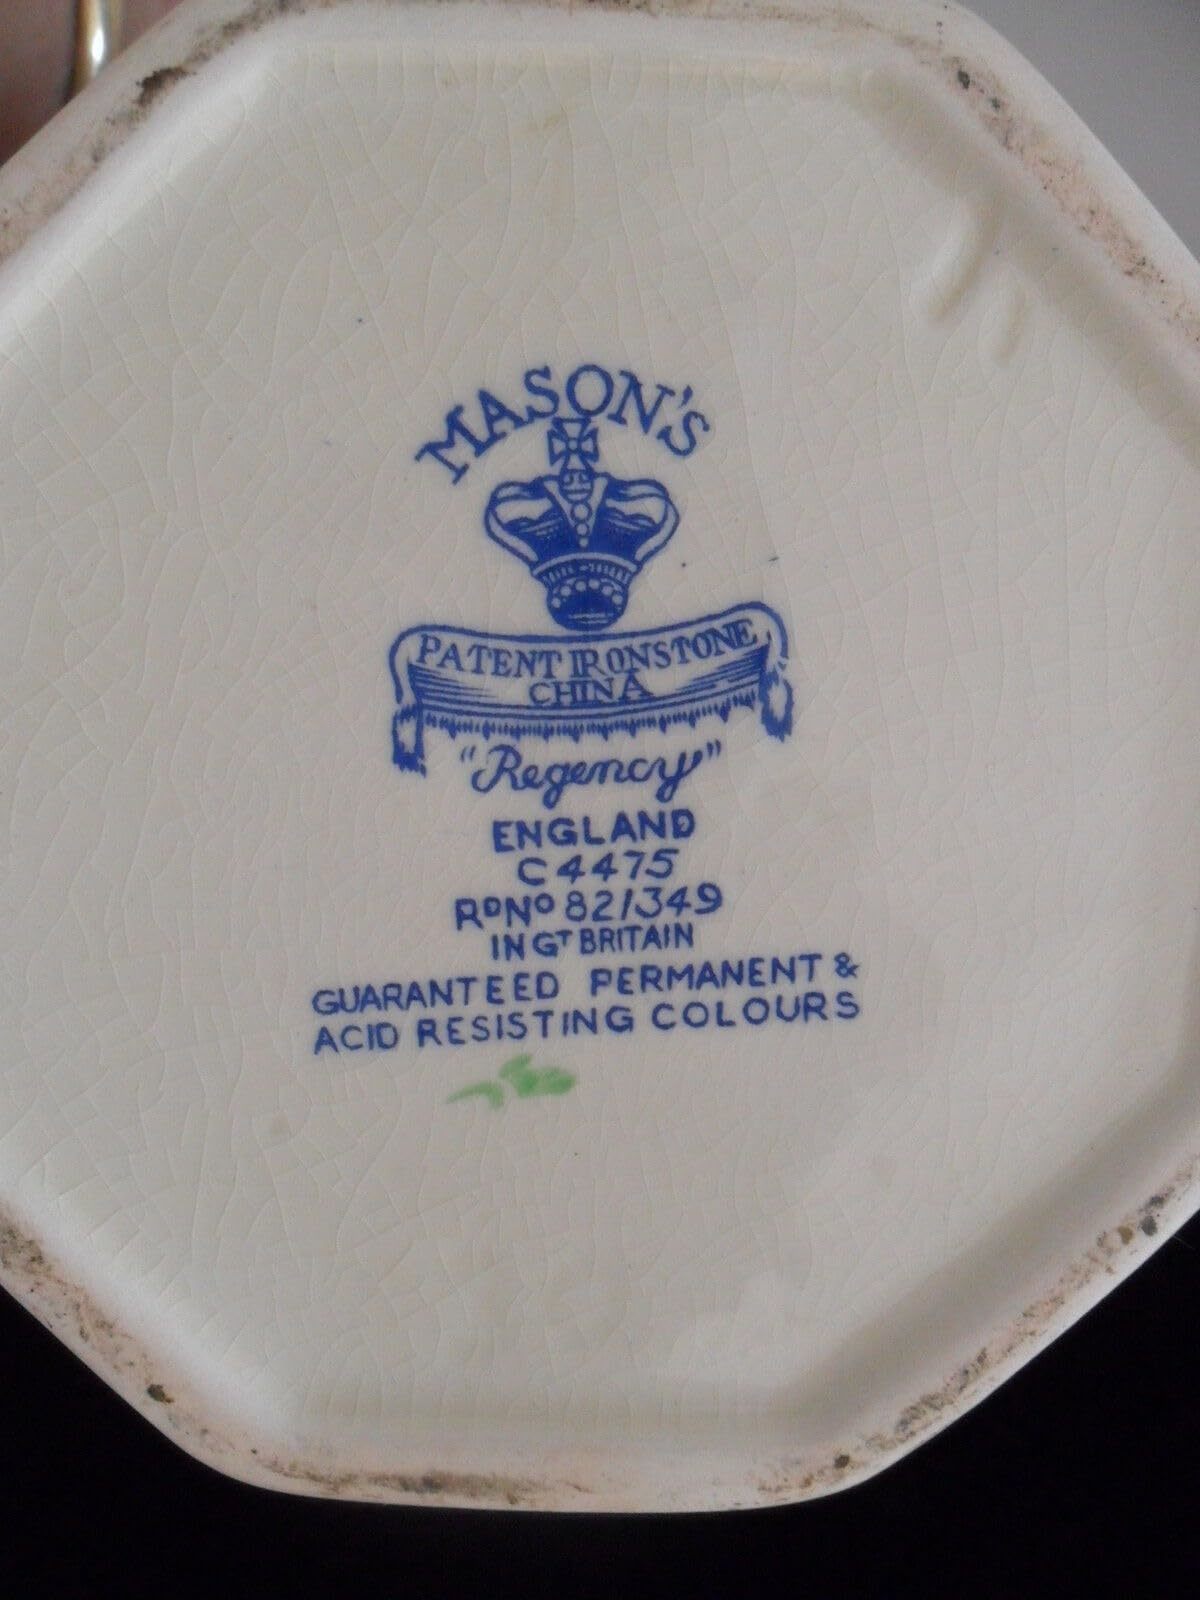 MASON'S
PATENT IRONSTONE
CHINA
"Regency"
ENGLAND
C4475
RDNO 821349
IN GT BRITAIN
GUARANTEED PERMANENT &
ACID RESISTING COLOURS